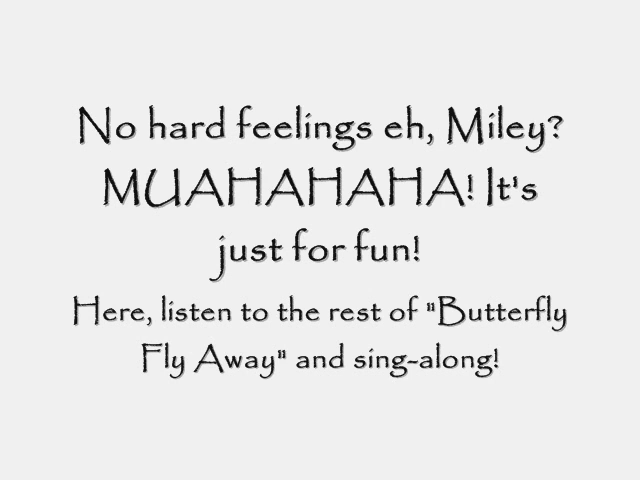 No hard feelings eh, Miley?
MUAHAHAHA! It's
just for fun!
Here, listen to the rest of "Butterfly
Fly Away" and sing-along!